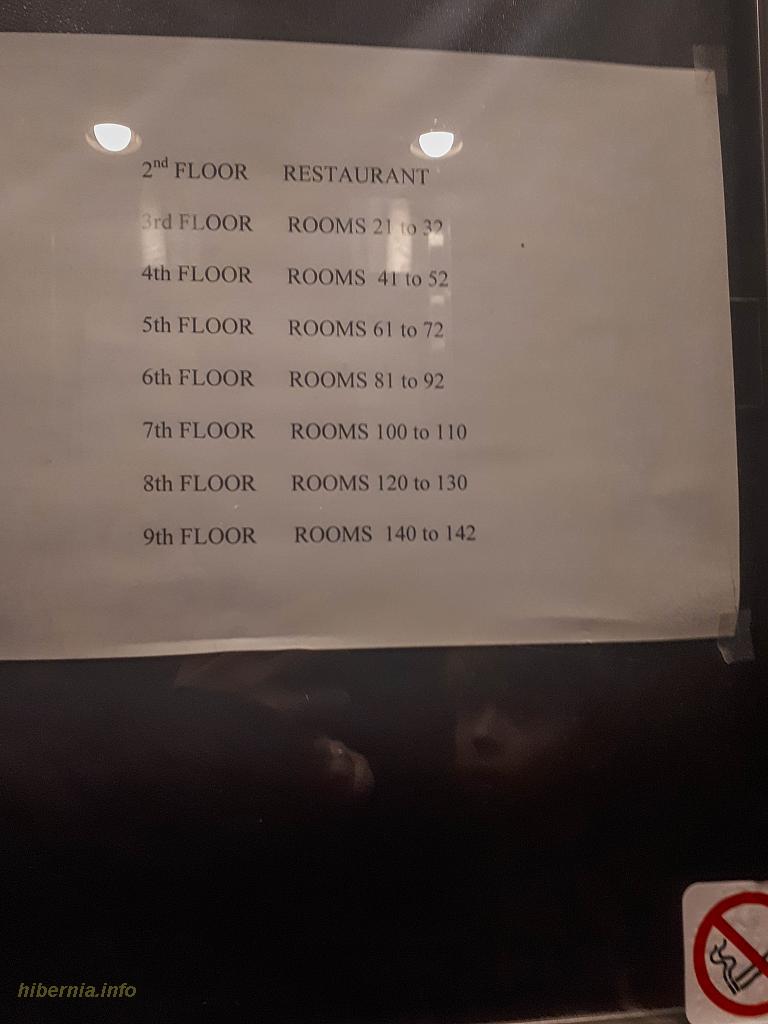 2nd FLOOR RESTAURANT
3rd FLOOR ROOMS 21 to 32
4th FLOOR ROOMS 41 to 52
5th FLOOR ROOMS 61 to 72
6th FLOOR ROOMS 81 to 92
7th FLOOR ROOMS 100 to 110
8th FLOOR ROOMS 120 to 130
9th FLOOR ROOMS 140 to 142
hibernia.info